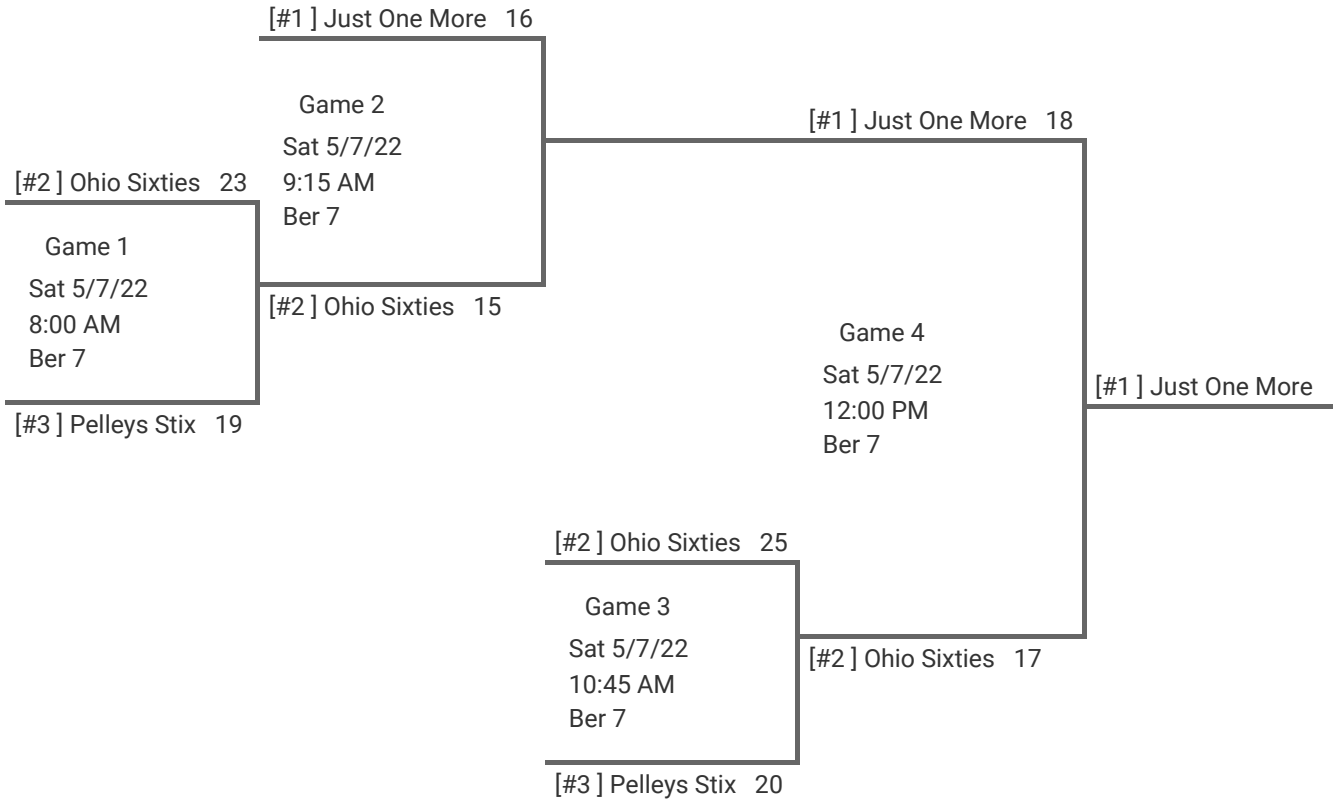 [#1 ] Just One More 16
Game 2
Sat 5/7/22
9:15 AM
Ber 7
[#1 ] Just One More 18
[#2 ] Ohio Sixties 23
Game 1
Sat 5/7/22
8:00 AM
Ber 7
[#2 ] Ohio Sixties 15
[#3 ] Pelleys Stix 19
Game 4
Sat 5/7/22
12:00 PM
Ber 7
[#1 ] Just One More
[#2 ] Ohio Sixties 25
Game 3
Sat 5/7/22
10:45 AM
Ber 7
[#2 ] Ohio Sixties 17
[#3 ] Pelleys Stix 20